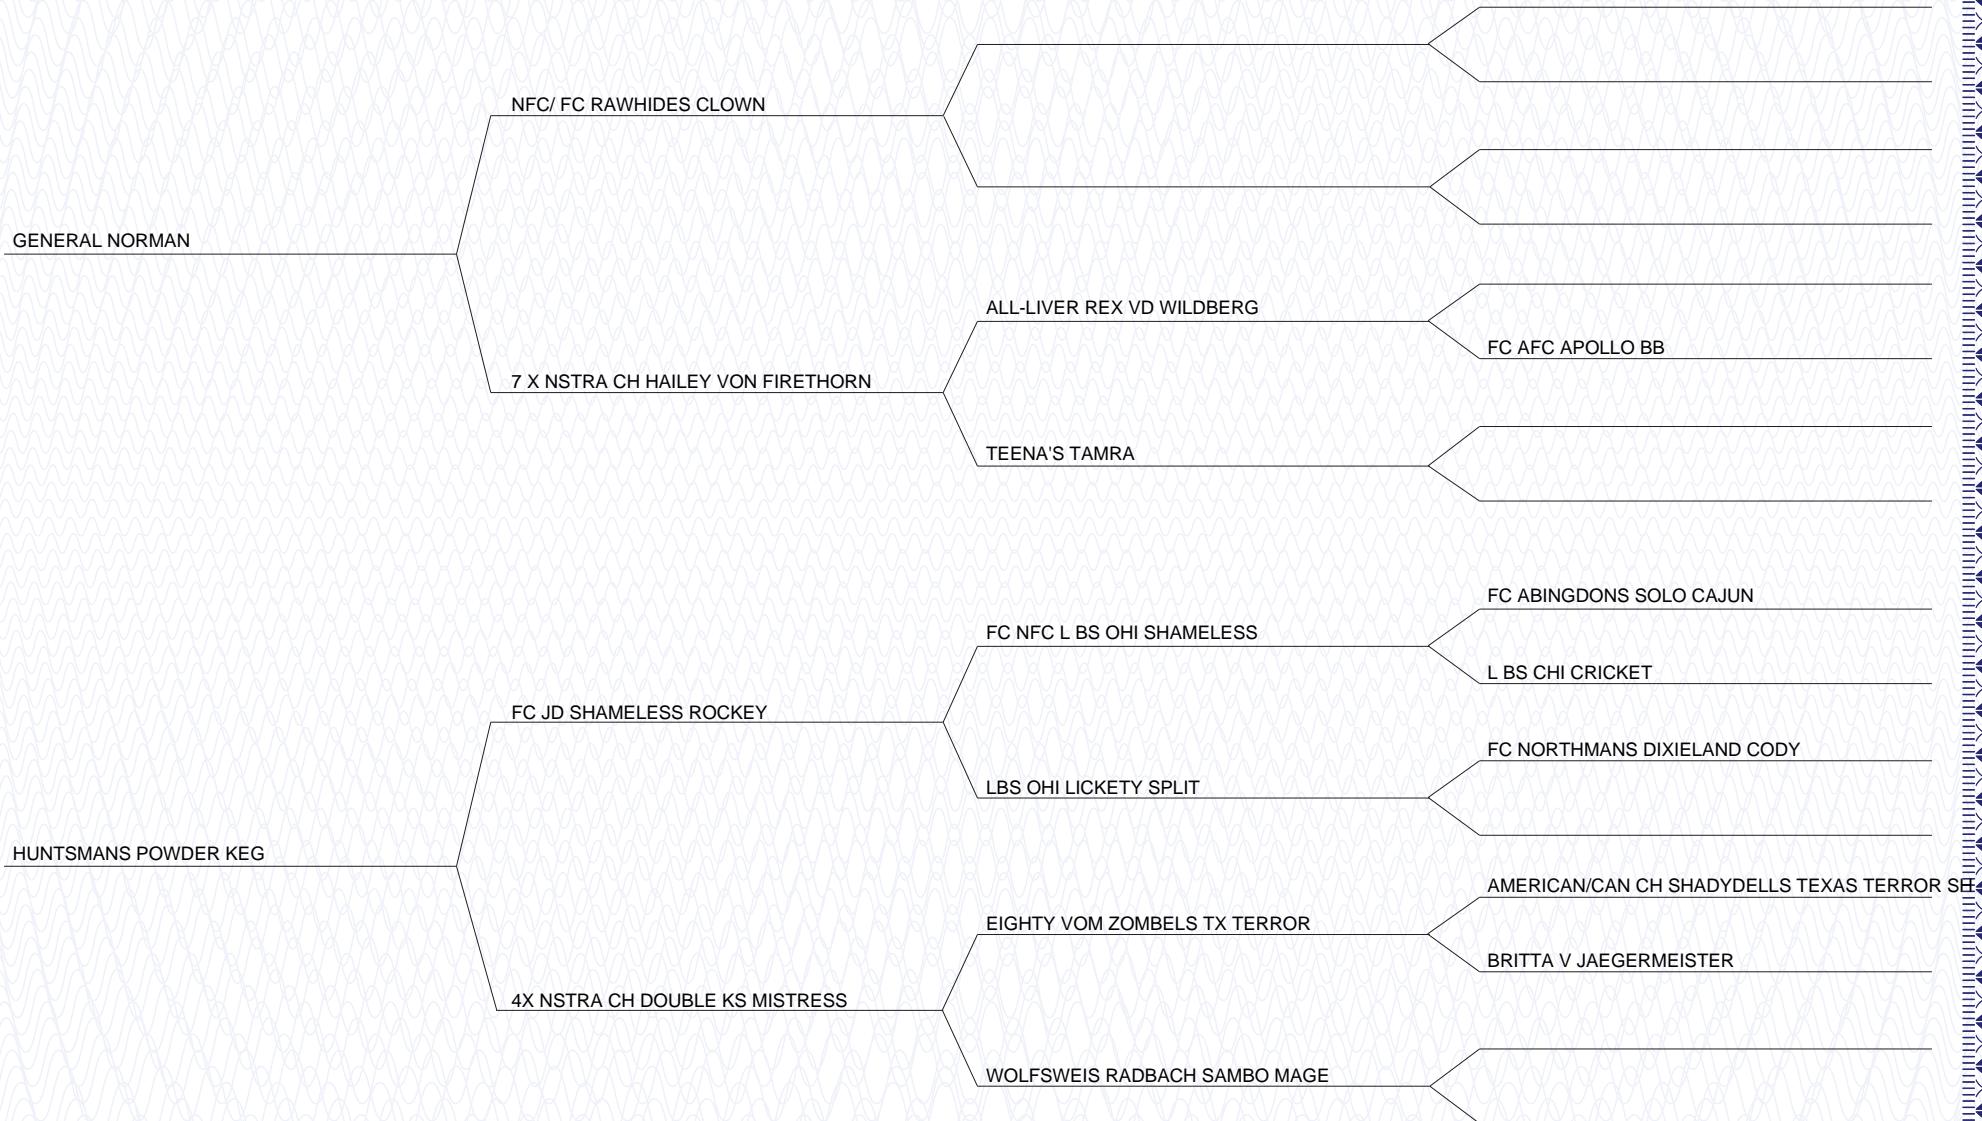 NFC/ FC RAWHIDES CLOWN
GENERAL NORMAN
ALL-LIVER REX VD WILDBERG
FC AFC APOLLO BB
7 X NSTRA CH HAILEY VON FIRETHORN
TEENA'S TAMRA
FC ABINGDONS SOLO CAJUN
FC NFC L BS OHI SHAMELESS
L BS CHI CRICKET
FC JD SHAMELESS ROCKEY
FC NORTHMANS DIXIELAND CODY
LBS OHI LICKETY SPLIT
HUNTSMANS POWDER KEG
AMERICAN/CAN CH SHADYDELLS TEXAS TERROR SH
EIGHTY VOM ZOMBELS TX TERROR
BRITTA V JAEGERMEISTER
4X NSTRA CH DOUBLE KS MISTRESS
WOLFSWEIS RADBACH SAMBO MAGE